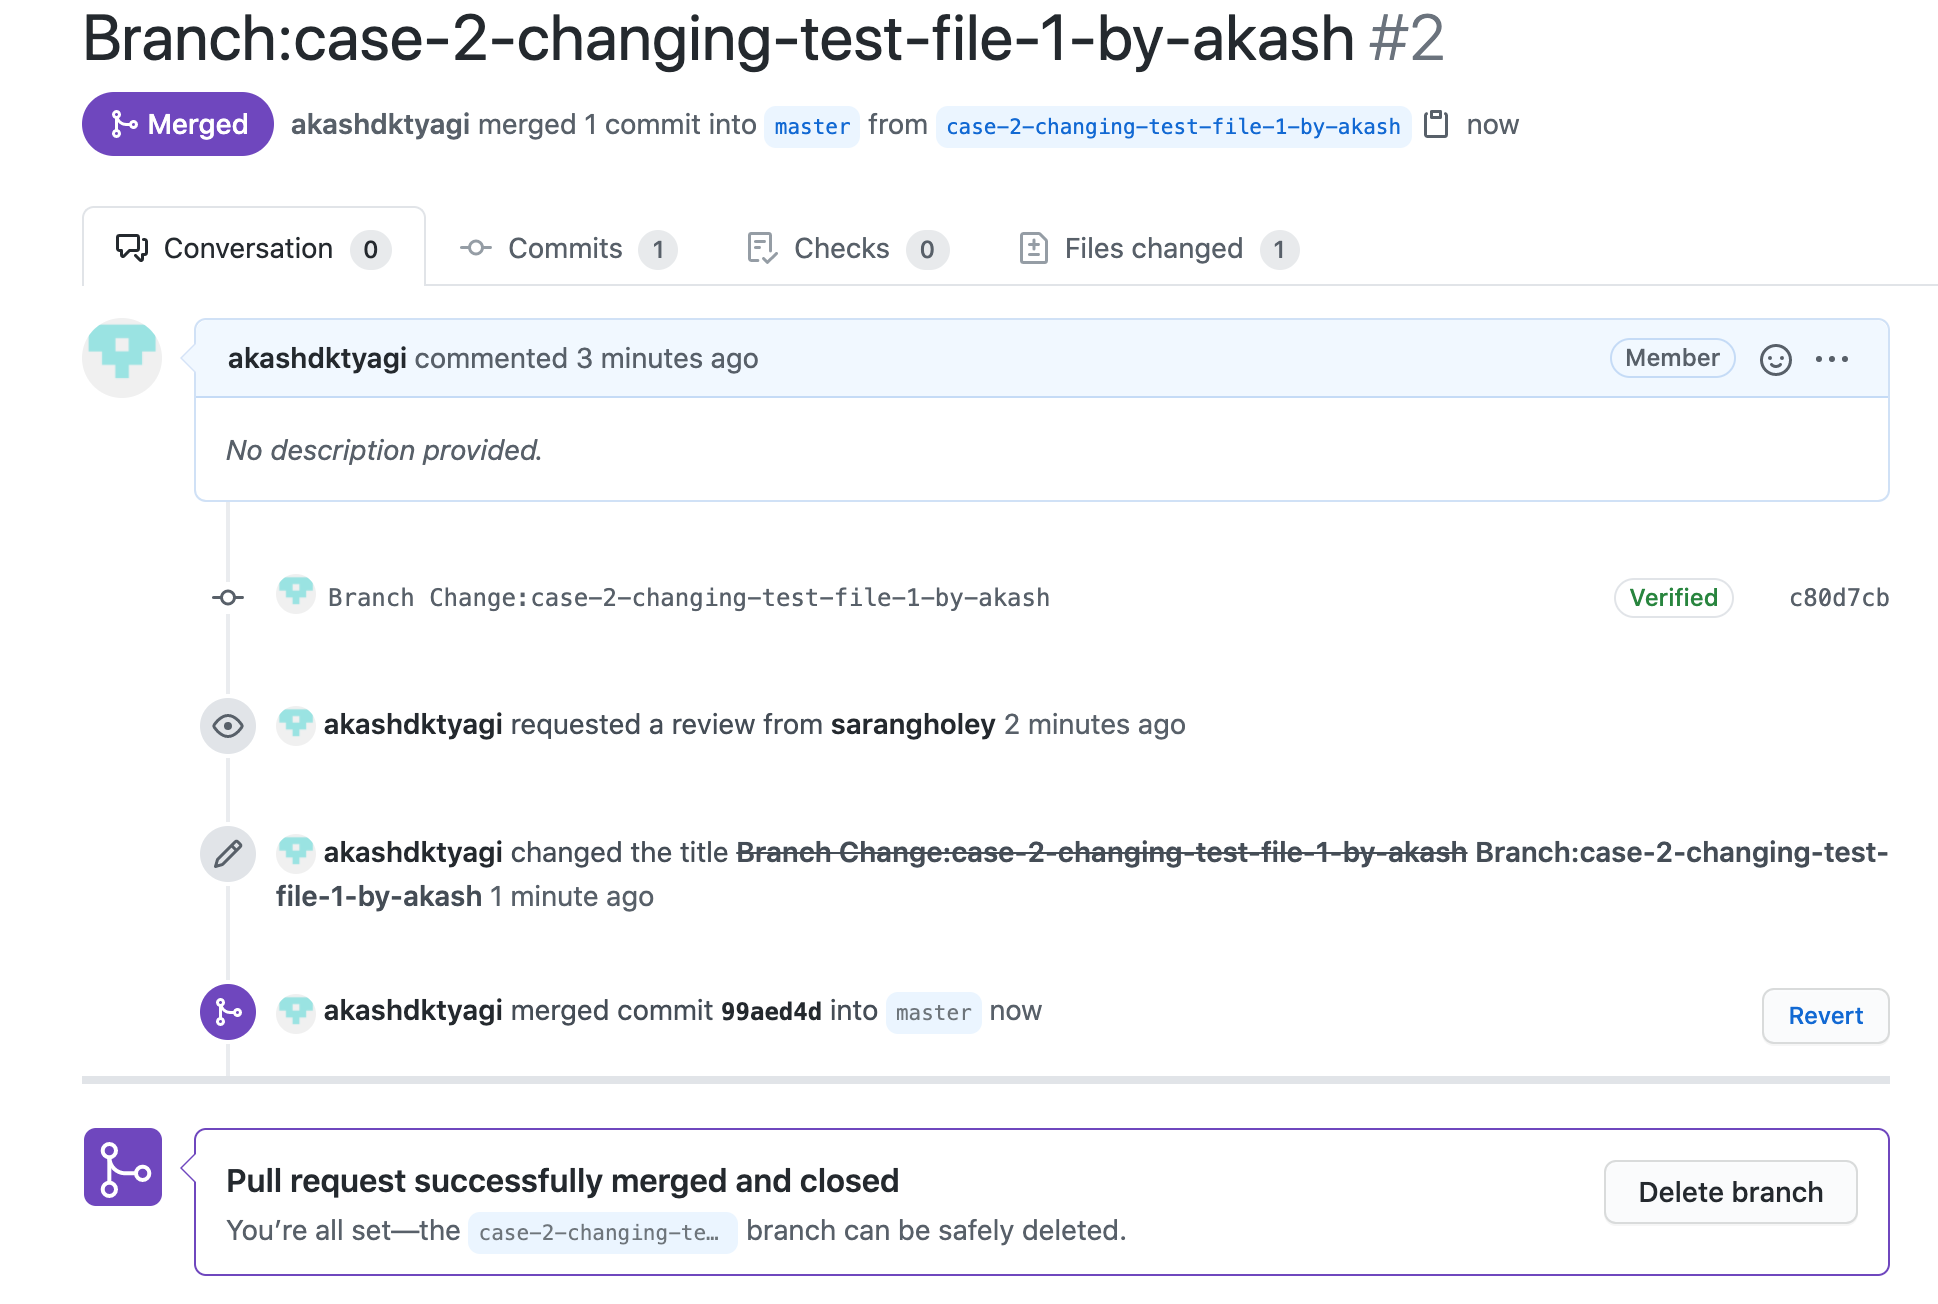 Branch:case-2-changing-test-file-1-by-akash #2
Merged akashdktyagi merged 1 commit into master from case-2-changing-test-file-1-by-akash now
Conversation 0 Commits 1 Checks 0 Files changed 1
akashdktyagi commented 3 minutes ago Member
No description provided.
Branch Change:case-2-changing-test-file-1-by-akash Verified c80d7cb
akashdktyagi requested a review from sarangholey 2 minutes ago
akashdktyagi changed the title Branch Change:case-2-changing-test-file-1-by-akash Branch:case-2-changing-test-
file-1-by-akash 1 minute ago
akashdktyagi merged commit 99aed4d into master now Revert
Pull request successfully merged and closed
Delete branch
You’re all set—the case-2-changing-te… branch can be safely deleted.